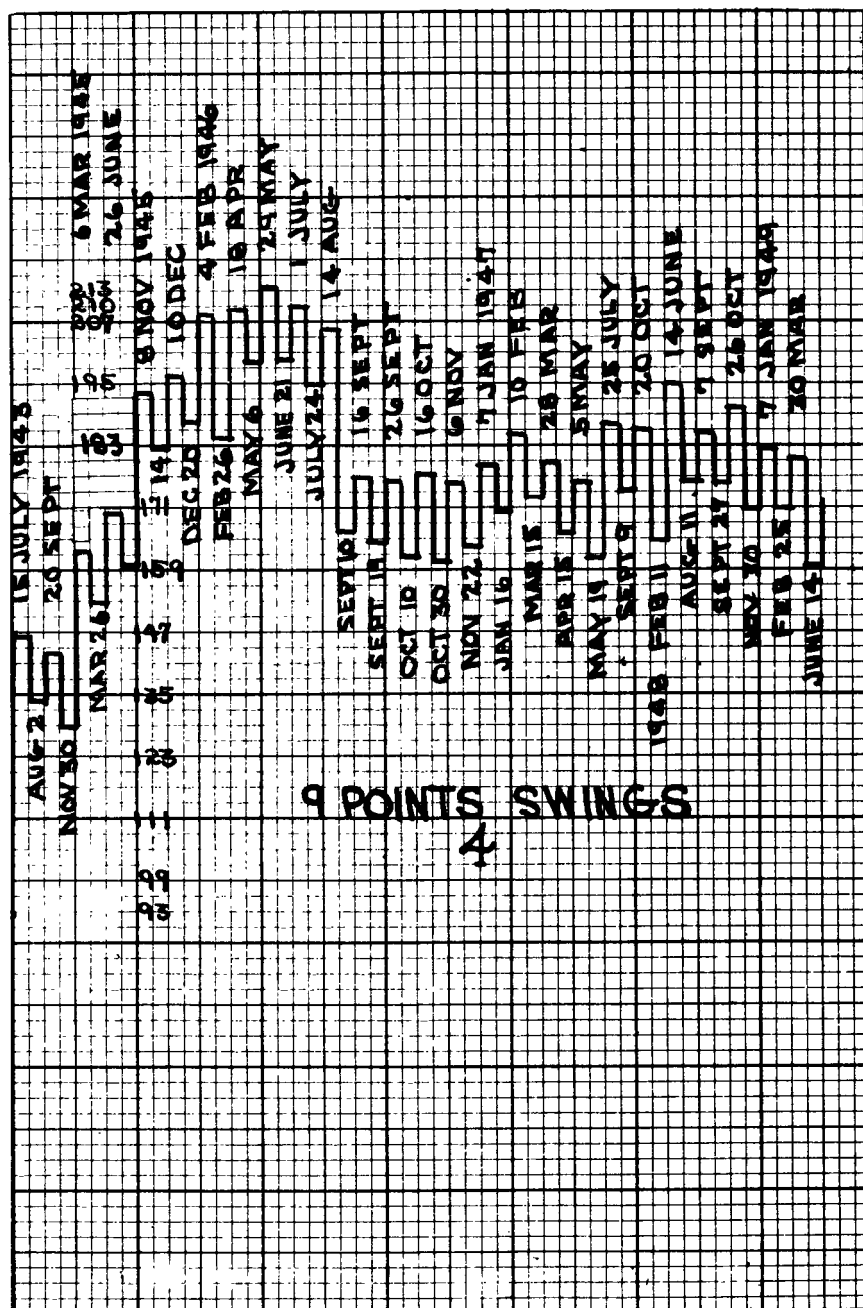 15 JULY 1943
AUG 2
20 SEPT
NOV 30
6 MAR 1945
MAR 26
26 JUNE
8 NOV 1945
14
10 DEC
DEC 20
4 FEB 1946
FEB 26
18 APR
MAY 6
29 MAY
JUNE 21
1 JULY
JULY 24
14 AUG
SEPT 10
16 SEPT
SEPT 19
26 SEPT
OCT 10
16 OCT
OCT 30
6 NOV
NOV 22
7 JAN 1947
JAN 16
10 FEB
MAR 15
28 MAR
APR 15
5 MAY
MAY 19
25 JULY
SEPT 9
20 OCT
1948 FEB 11
14 JUNE
AUG 11
7 SEPT
SEPT 27
26 OCT
NOV 30
7 JAN 1949
FEB 25
30 MAR
JUNE 14
195
183
171
159
147
135
123
111
99
93
9 POINTS SWINGS
4